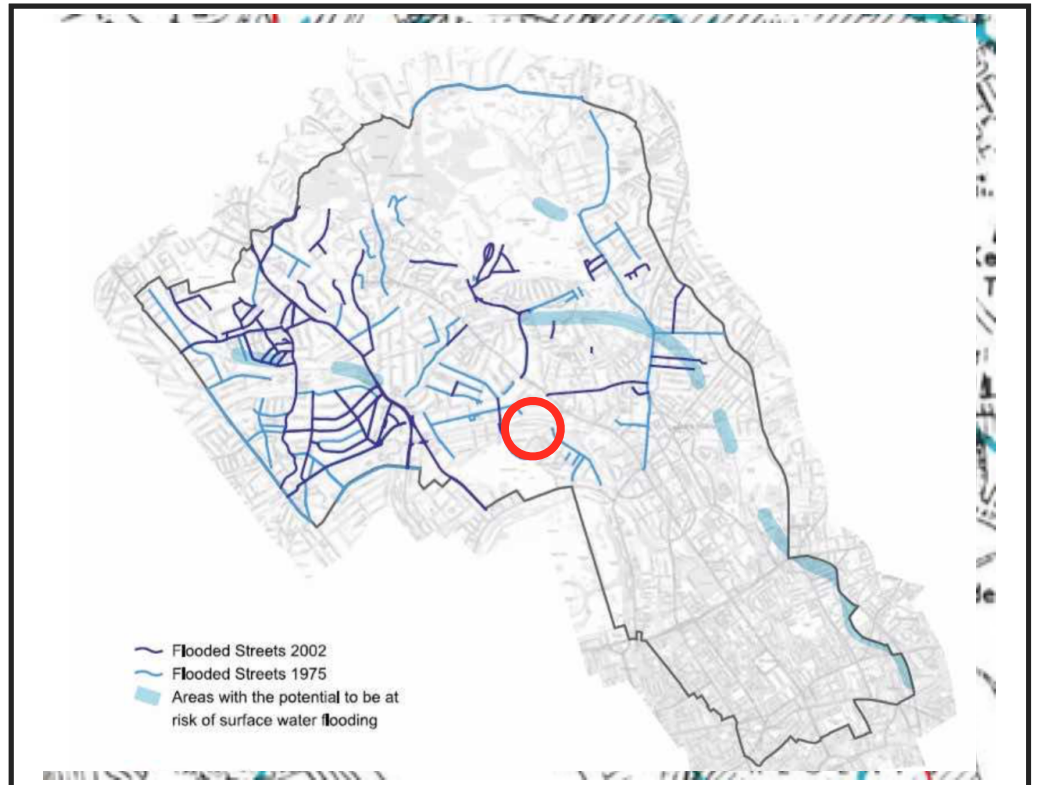 Flooded Streets 2002
Flooded Streets 1975
Areas with the potential to be at
risk of surface water flooding